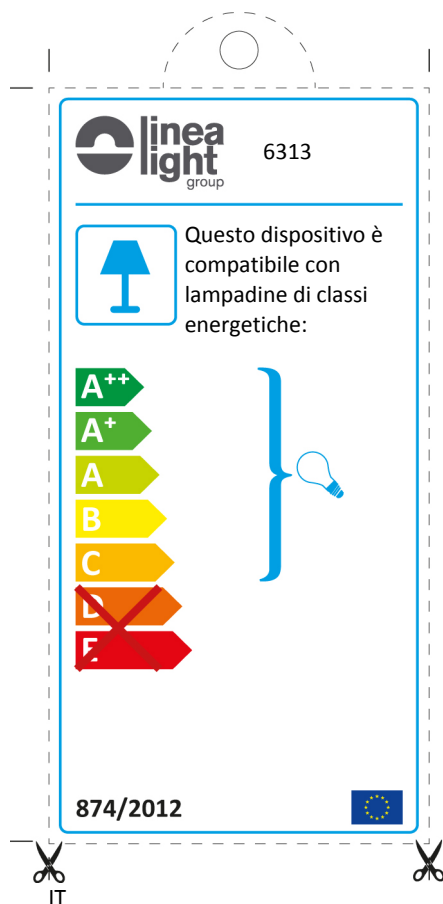 linea
light
group
6313
Questo dispositivo è
compatibile con
lampadine di classi
energetiche:
A++
A+
A
B
C
D
E
874/2012
IT